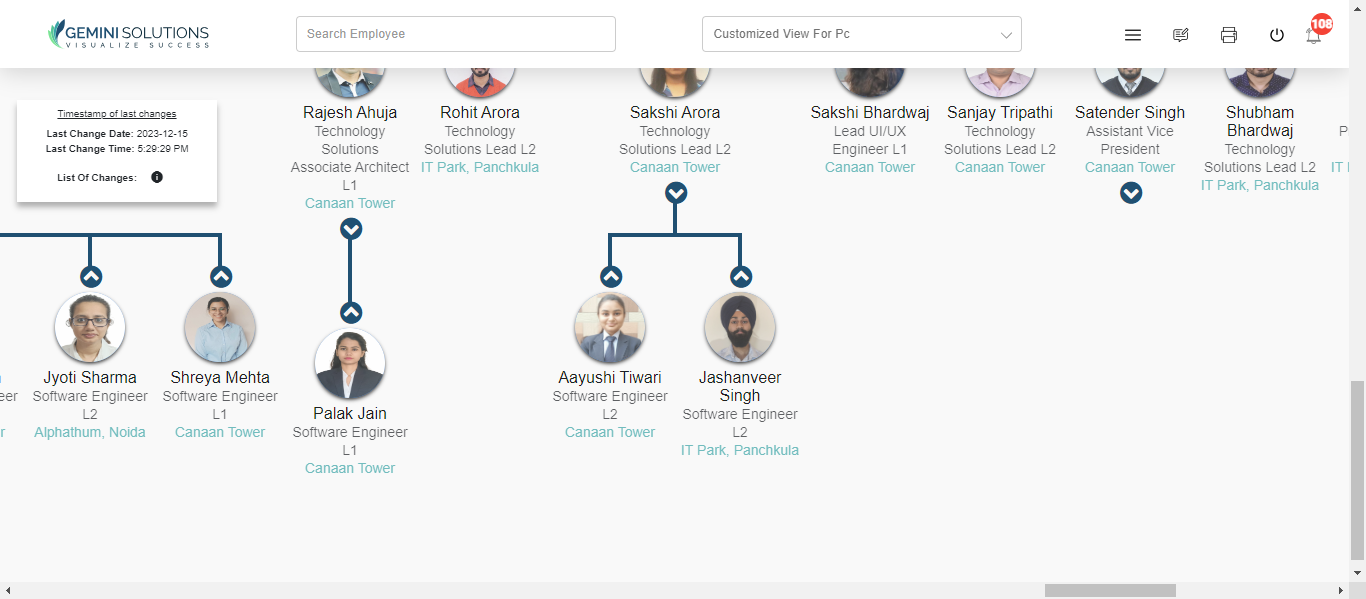 GEMINI SOLUTIONS
VISUALIZE SUCCESS
Search Employee
Customized View For Pc
108
Timestamp of last changes
Last Change Date: 2023-12-15
Last Change Time: 5:29:29 PM
List Of Changes:
Rajesh Ahuja
Technology
Solutions
Associate Architect
L1
Canaan Tower
Rohit Arora
Technology
Solutions Lead L2
IT Park, Panchkula
Sakshi Arora
Technology
Solutions Lead L2
Canaan Tower
Sakshi Bhardwaj
Lead UI/UX
Engineer L1
Canaan Tower
Sanjay Tripathi
Technology
Solutions Lead L2
Canaan Tower
Satender Singh
Assistant Vice
President
Canaan Tower
Shubham
Bhardwaj
Technology
Solutions Lead L2
IT Park, Panchkula
Jyoti Sharma
Software Engineer
L2
Alphathum, Noida
Shreya Mehta
Software Engineer
L1
Canaan Tower
Palak Jain
Software Engineer
L1
Canaan Tower
Aayushi Tiwari
Software Engineer
L2
Canaan Tower
Jashanveer
Singh
Software Engineer
L2
IT Park, Panchkula